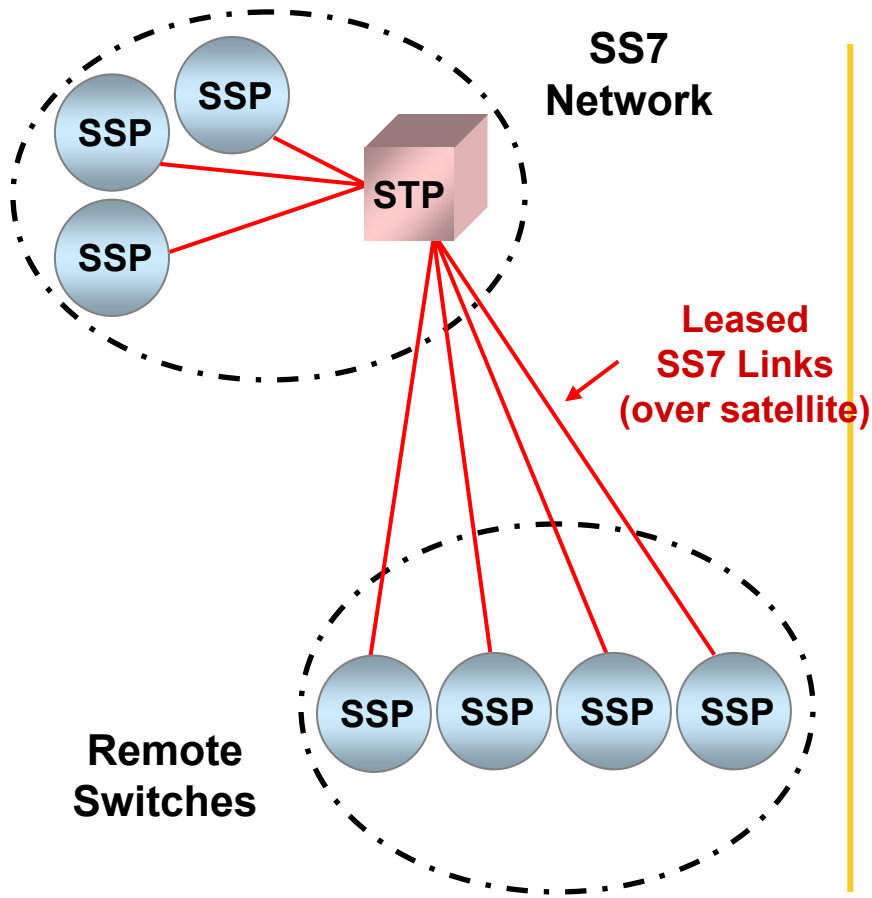 SS7
Network
SSP
SSP
STP
SSP
Leased
SS7 Links
(over satellite)
SSP
SSP
SSP
SSP
Remote
Switches